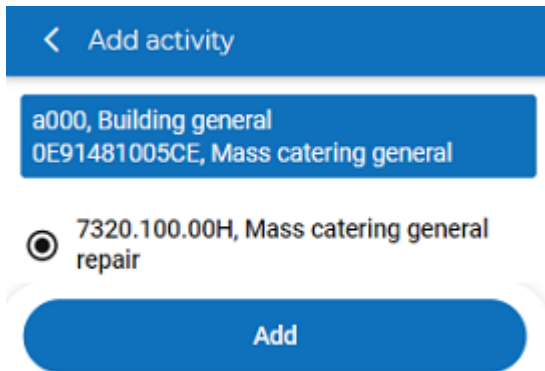 Add activity
a000, Building general
0E91481005CE, Mass catering general
7320.100.00H, Mass catering general
repair
Add